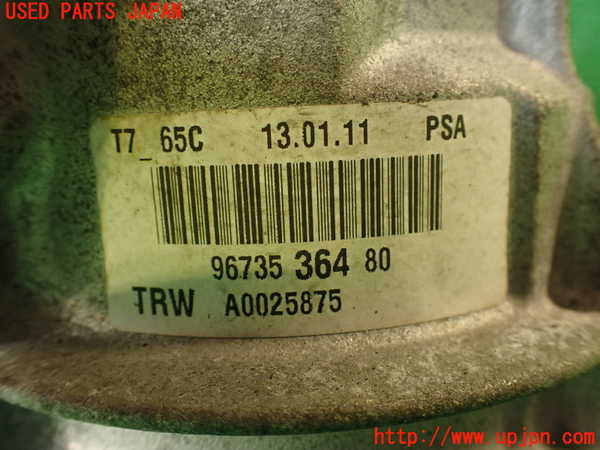 USED PARTS JAPAN
T7_65C 13.01.11 PSA
96735 364 80
TRW A0025875
http://www.upjpn.com/